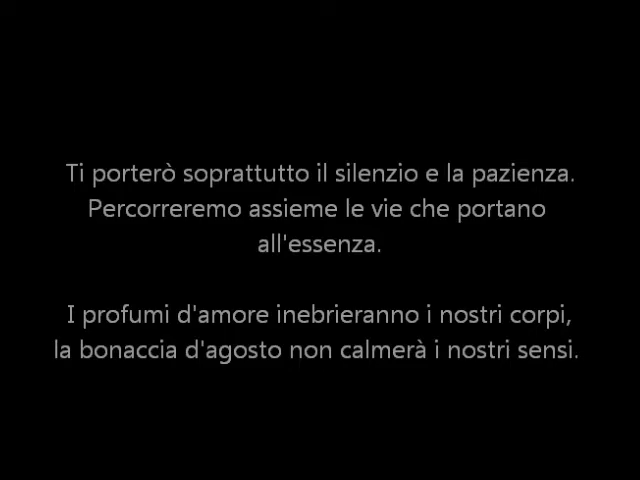 Ti porterò soprattutto il silenzio e la pazienza.
Percorreremo assieme le vie che portano
all'essenza.
I profumi d'amore inebrieranno i nostri corpi,
la bonaccia d'agosto non calmerà i nostri sensi.